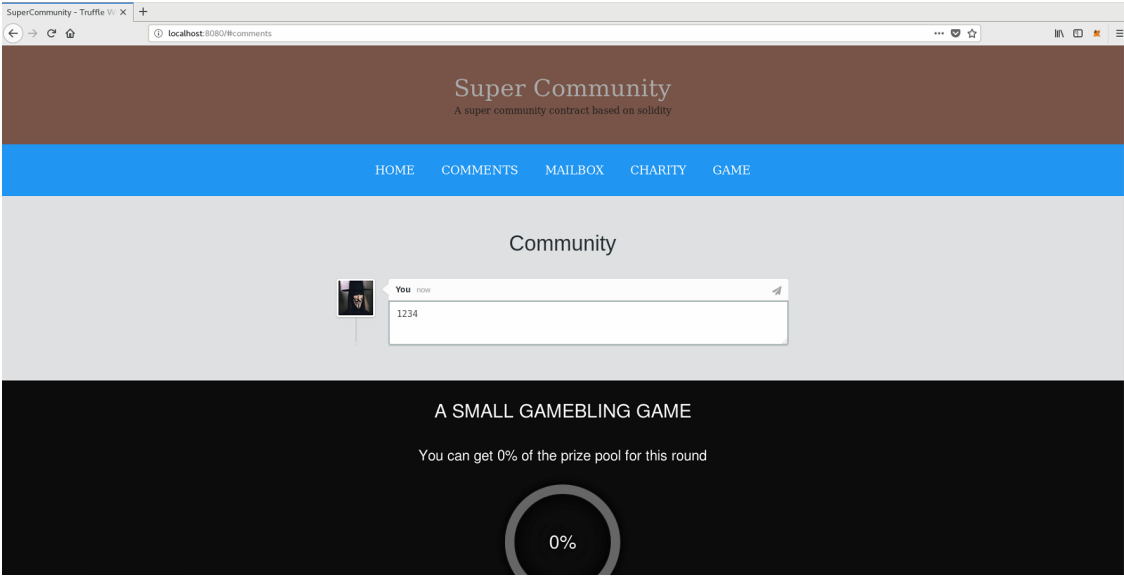 SuperCommunity - Truffle
localhost:8080/#comments
Super Community
A super community contract based on solidity
HOME COMMENTS MAILBOX CHARITY GAME
Community
You now
1234
A SMALL GAMEBLING GAME
You can get 0% of the prize pool for this round
0%